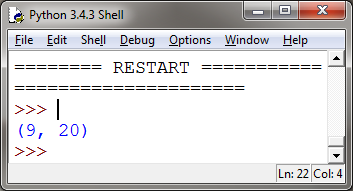 Python 3.4.3 Shell
File Edit Shell Debug Options Window Help
======== RESTART ===========
=====================
>>>
(9, 20)
>>>
Ln: 22 Col: 4